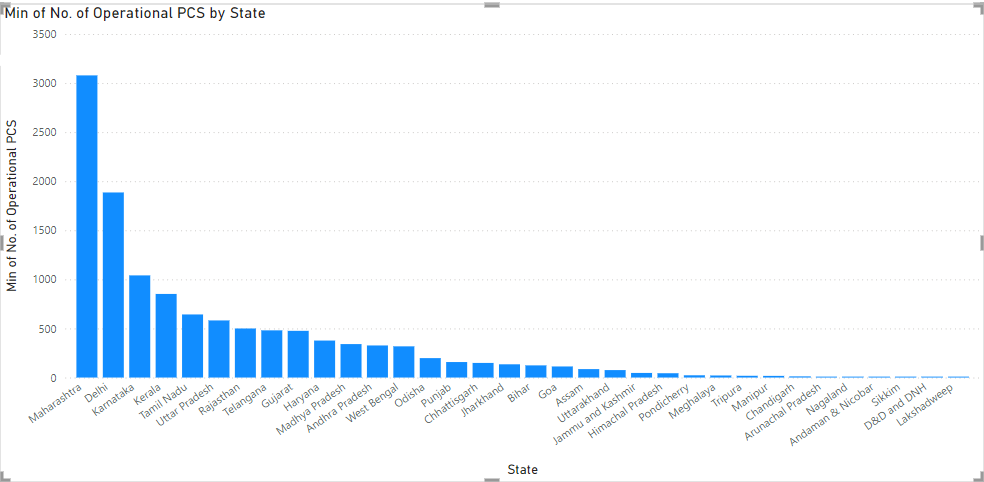 Min of No. of Operational PCS by State
Min of No. of Operational PCS
3500
3000
2500
2000
1500
1000
500
0
Maharashtra
Delhi
Karnataka
Kerala
Tamil Nadu
Uttar Pradesh
Rajasthan
Telangana
Gujarat
Haryana
Madhya Pradesh
Andhra Pradesh
West Bengal
Odisha
Punjab
Chhattisgarh
Jharkhand
Bihar
Goa
Assam
Uttarakhand
Jammu and Kashmir
Himachal Pradesh
Pondicherry
Meghalaya
Tripura
Manipur
Chandigarh
Arunachal Pradesh
Nagaland
Andaman & Nicobar
Sikkim
D&D and DNH
Lakshadweep
State